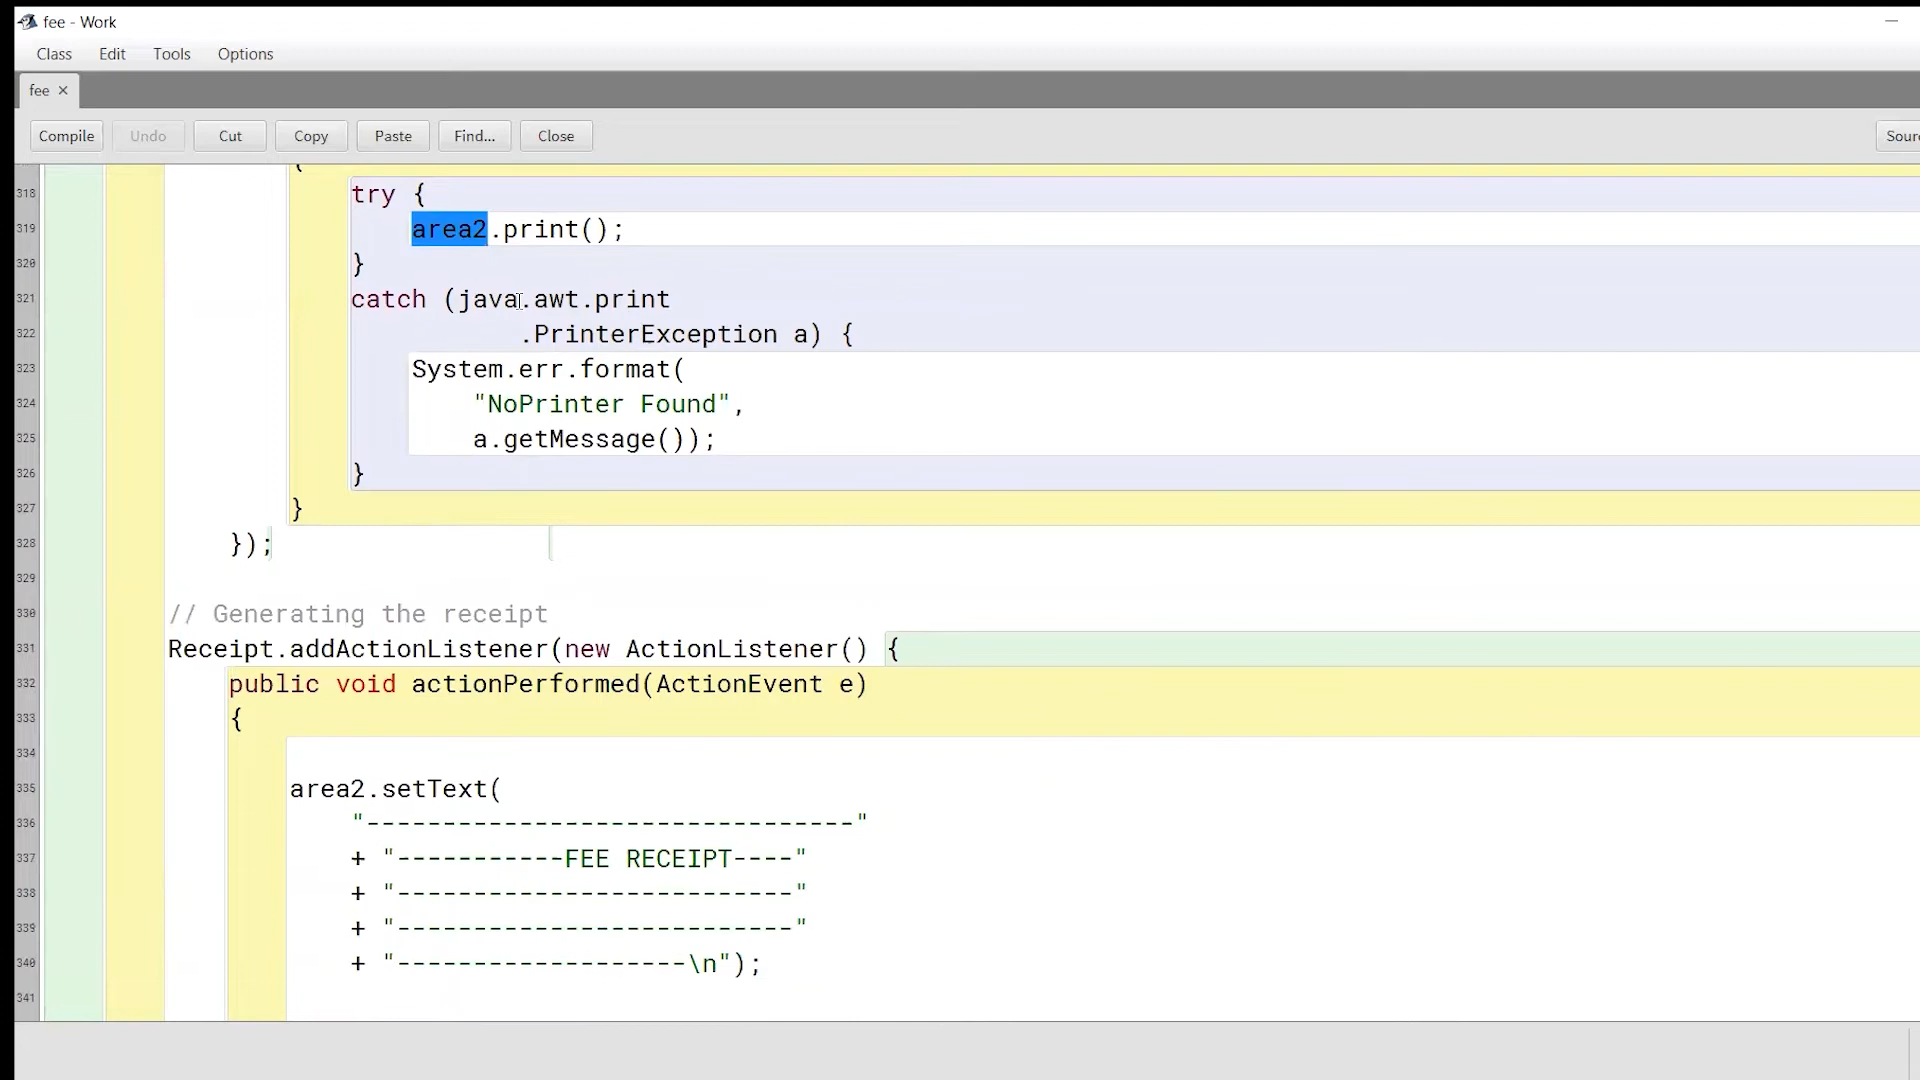 fee - Work
Class Edit Tools Options
fee ×
Compile Undo Cut Copy Paste Find... Close
318 try {
319 area2.print();
320 }
321 catch (java.awt.print
322 .PrinterException a) {
323 System.err.format(
324 "NoPrinter Found",
325 a.getMessage());
326 }
327 }
328 });
329
330 // Generating the receipt
331 Receipt.addActionListener(new ActionListener() {
332 public void actionPerformed(ActionEvent e)
333 {
334
335 area2.setText(
336 "--------------------------------"
337 + "-----------FEE RECEIPT----"
338 + "--------------------------"
339 + "--------------------------"
340 + "-------------------\n");
341